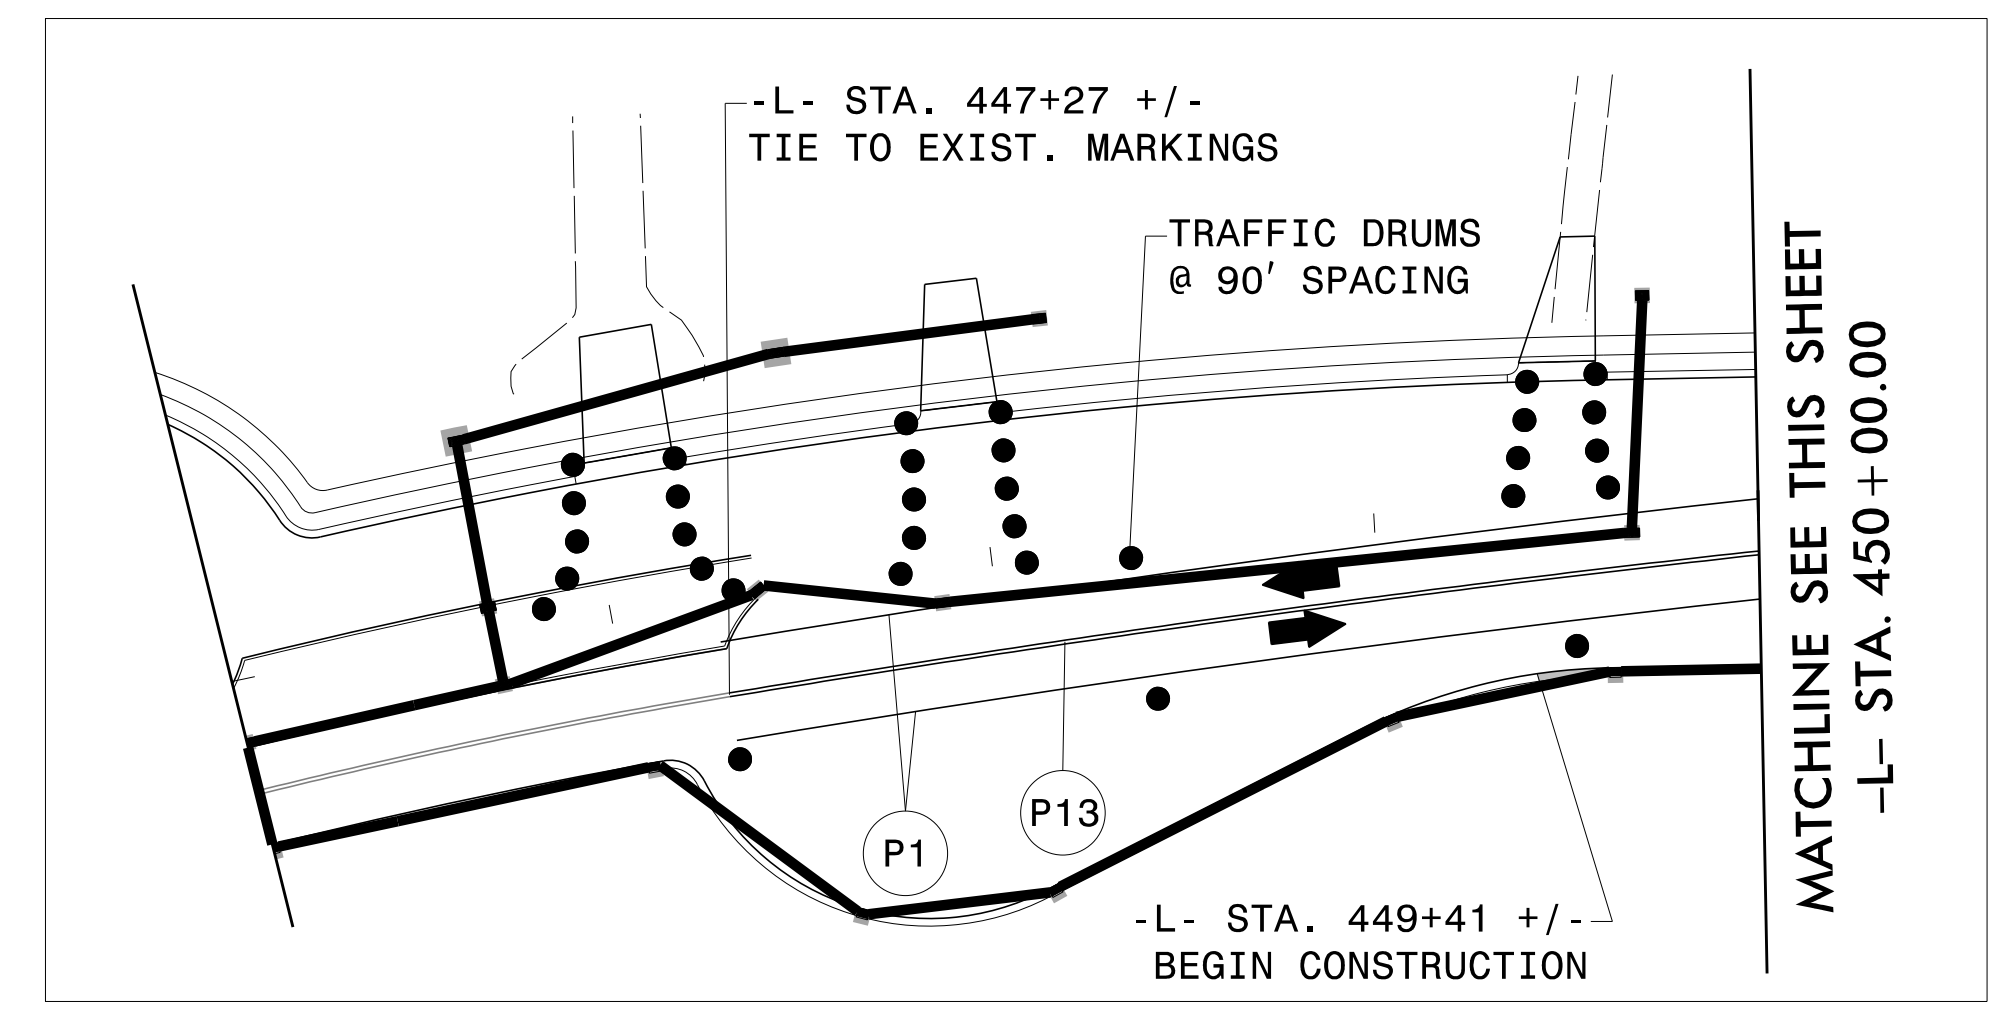 -L- STA. 447+27 +/-
TIE TO EXIST. MARKINGS
TRAFFIC DRUMS
@ 90' SPACING
MATCHLINE SEE THIS SHEET
-L- STA. 450+00.00
P1
P13
-L- STA. 449+41 +/-
BEGIN CONSTRUCTION